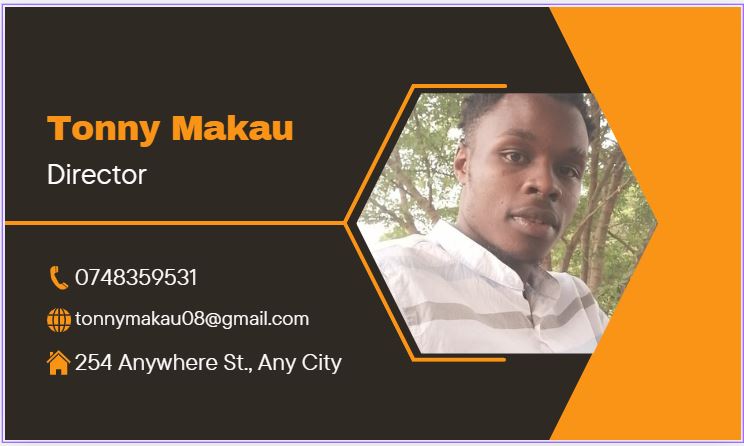 Tonny Makau
Director
0748359531
tonnymakau08@gmail.com
254 Anywhere St., Any City